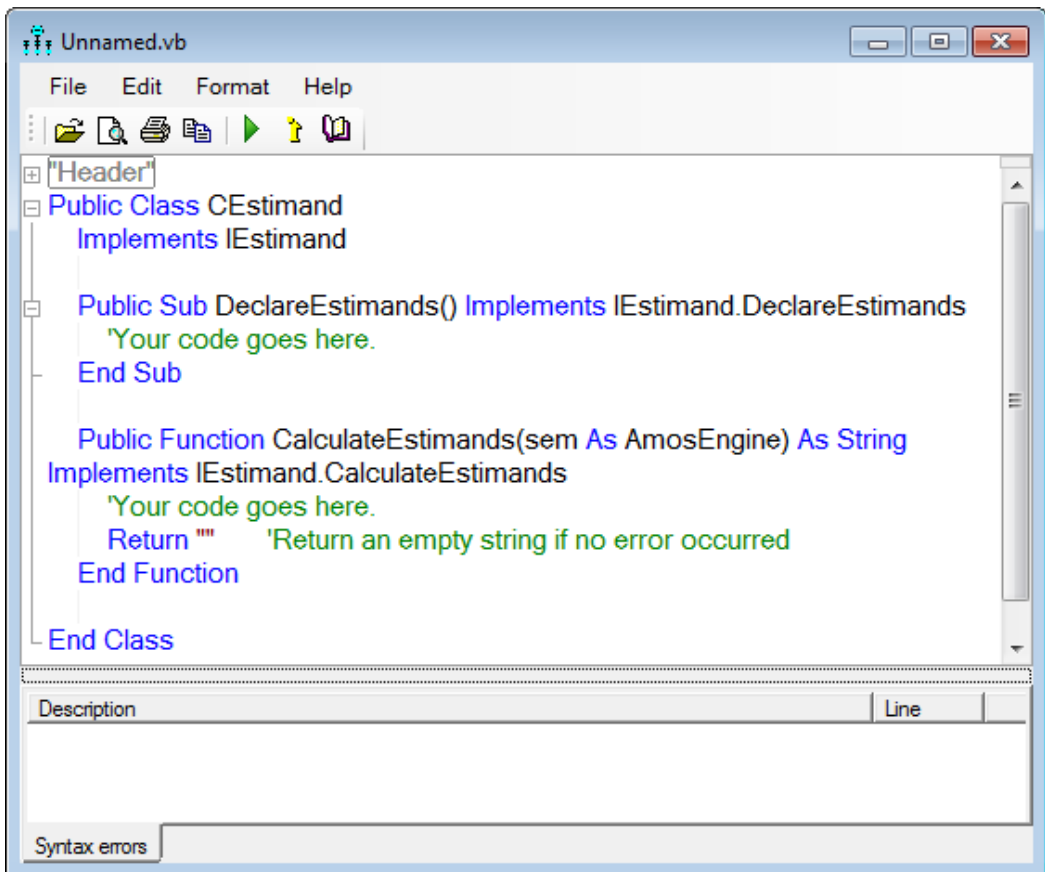 Unnamed.vb
File Edit Format Help
"Header"
Public Class CEstimand
Implements IEstimand
Public Sub DeclareEstimands() Implements IEstimand.DeclareEstimands
'Your code goes here.
End Sub
Public Function CalculateEstimands(sem As AmosEngine) As String
Implements IEstimand.CalculateEstimands
'Your code goes here.
Return "" 'Return an empty string if no error occurred
End Function
End Class
Description Line
Syntax errors